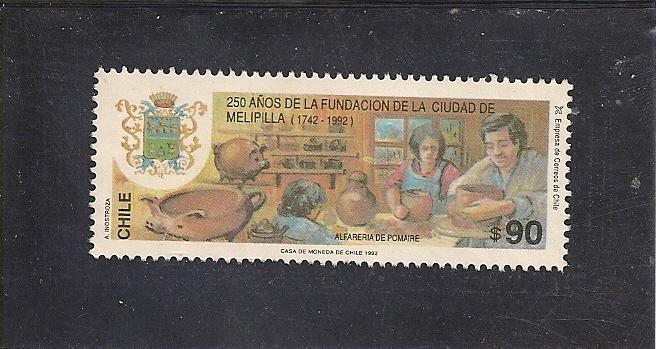 250 AÑOS DE LA FUNDACION DE LA CIUDAD DE
MELIPILLA (1742 - 1992)
Empresa de Correos de Chile
A. INOSTROZA
CHILE
ALFARERIA DE POMAIRE
$ 90
CASA DE MONEDA DE CHILE 1992